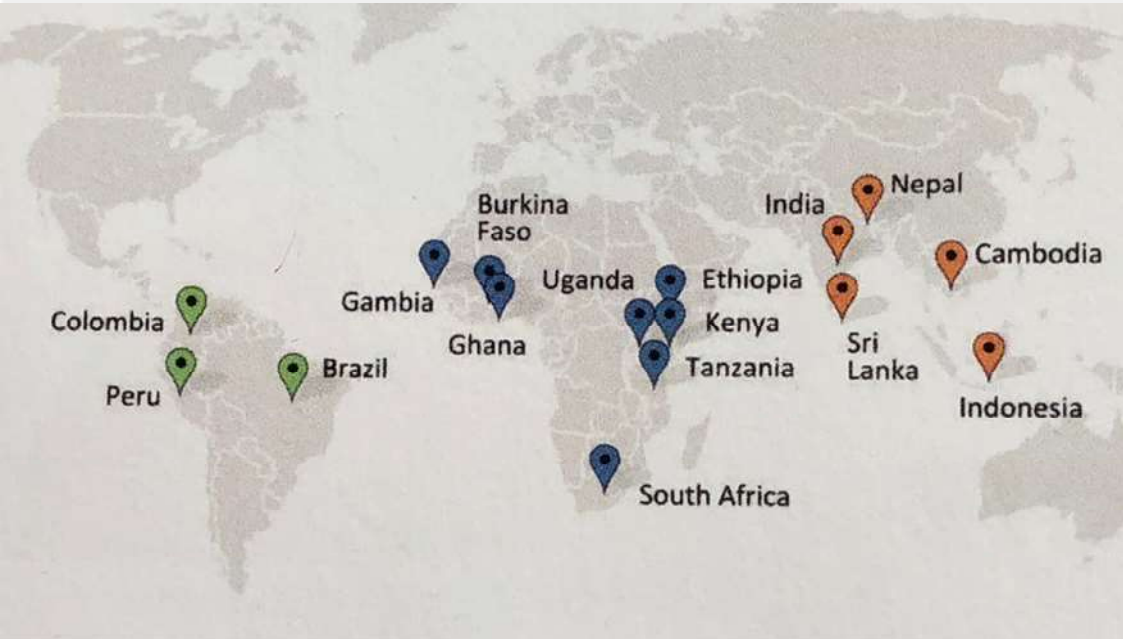 Nepal
India
Burkina
Faso
Cambodia
Uganda
Ethiopia
Gambia
Colombia
Kenya
Ghana
Sri
Lanka
Tanzania
Brazil
Peru
Indonesia
South Africa